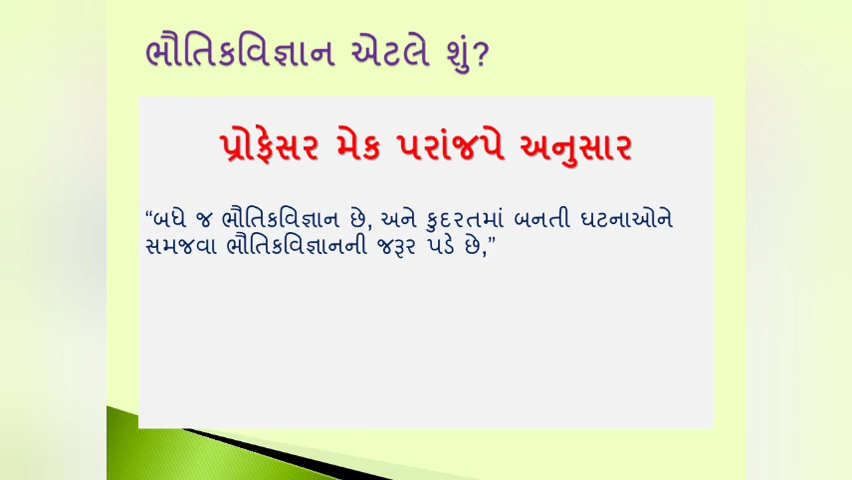 ભૌતિકવિજ્ઞાન એટલે શું?
પ્રોફેસર મેક પરાંજપે અનુસાર
“બધે જ ભૌતિકવિજ્ઞાન છે, અને કુદરતમાં બનતી ઘટનાઓને
સમજવા ભૌતિકવિજ્ઞાનની જરૂર પડે છે,”